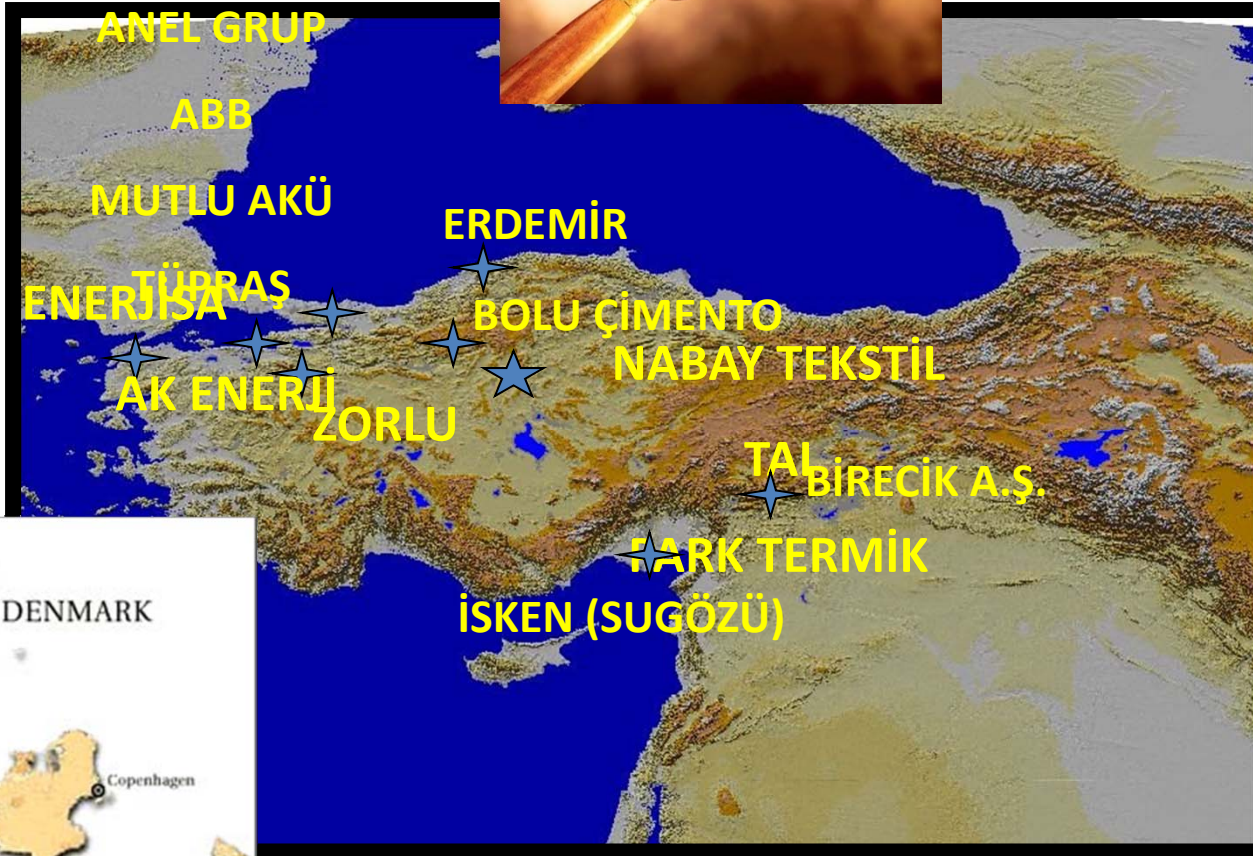 ANEL GRUP
ABB
MUTLU AKÜ
ERDEMİR
TÜPRAŞ
ENERJİSA
BOLU ÇİMENTO
NABAY TEKSTİL
AK ENERJİ
ZORLU
TAL
BİRECİK A.Ş.
PARK TERMİK
İSKEN (SUGÖZÜ)
DENMARK
Copenhagen